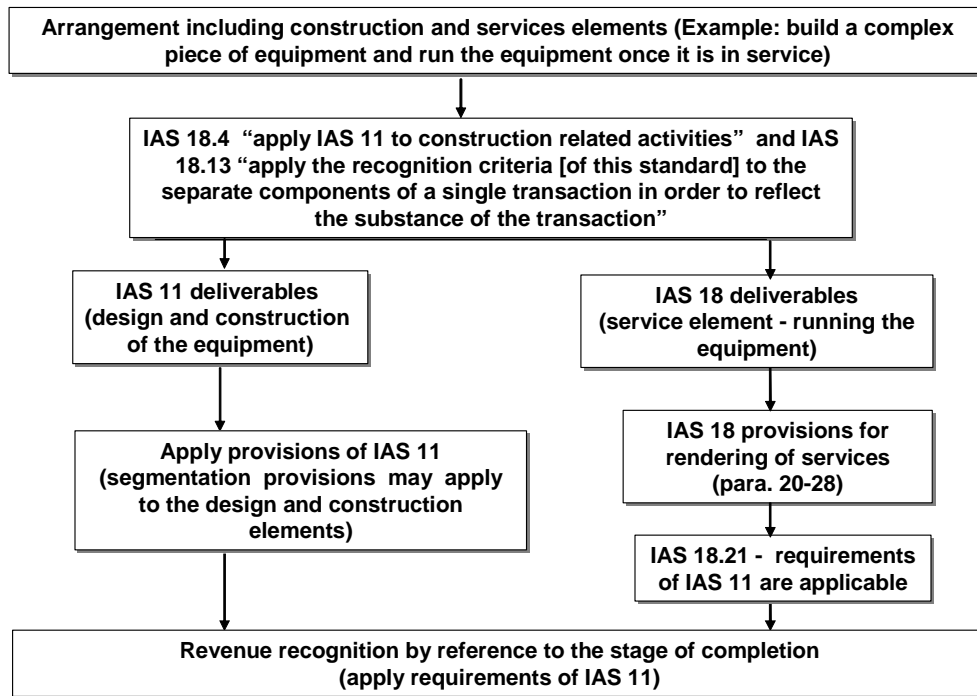 Arrangement including construction and services elements (Example: build a complex
piece of equipment and run the equipment once it is in service)
IAS 18.4 “apply IAS 11 to construction related activities” and IAS
18.13 “apply the recognition criteria [of this standard] to the
separate components of a single transaction in order to reflect
the substance of the transaction”
IAS 11 deliverables
(design and construction
of the equipment)
IAS 18 deliverables
(service element - running the
equipment)
Apply provisions of IAS 11
(segmentation provisions may apply
to the design and construction
elements)
IAS 18 provisions for
rendering of services
(para. 20-28)
IAS 18.21 - requirements
of IAS 11 are applicable
Revenue recognition by reference to the stage of completion
(apply requirements of IAS 11)